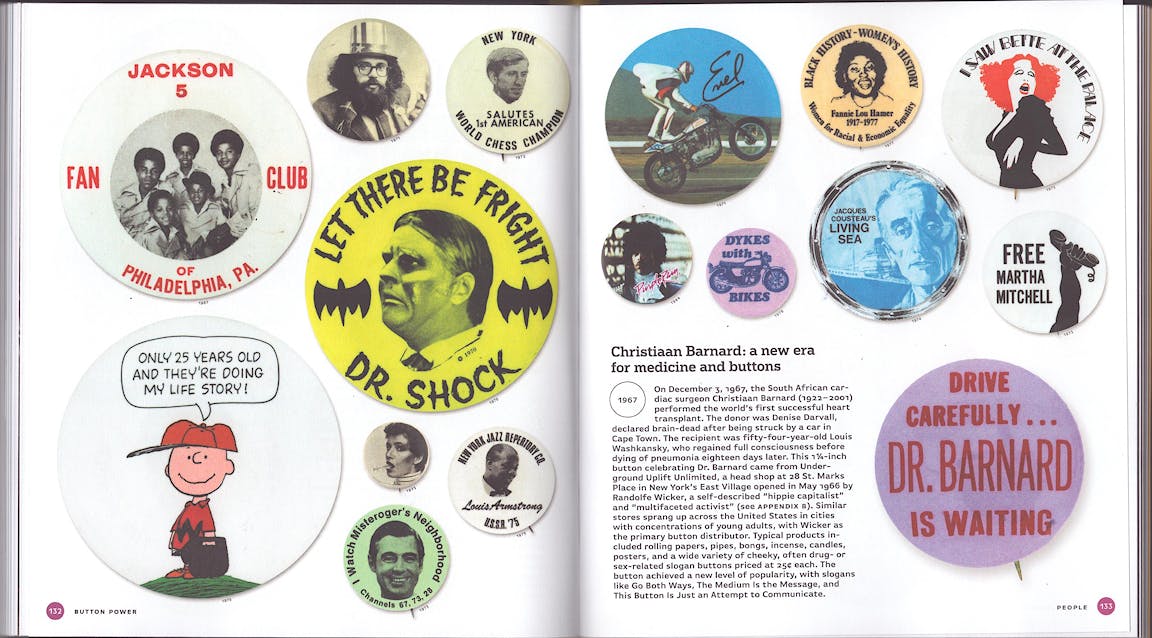 JACKSON
5
FAN CLUB
OF
PHILADELPHIA, PA.
1967
NEW YORK
SALUTES
1st AMERICAN
WORLD CHESS CHAMPION
1972
LET THERE BE FRIGHT
© 1970
DR. SHOCK
1970
ONLY 25 YEARS OLD
AND THEY'RE DOING
MY LIFE STORY!
1975
NEW YORK JAZZ REPERTORY CO.
Louis Armstrong
U.S.S.R. '75
1975
I Watch Misteroger's Neighborhood
Channels 67, 73, 28
132 BUTTON POWER
Evel
BLACK HISTORY-WOMEN'S HISTORY
Fannie Lou Hamer
1917-1977
Women for Racial & Economic Equality
I SAW BETTE AT THE PALACE
DYKES
with
BIKES
JACQUES
COUSTEAU'S
LIVING
SEA
FREE
MARTHA
MITCHELL
1973
Christiaan Barnard: a new era
for medicine and buttons
1967
On December 3, 1967, the South African car-
diac surgeon Christiaan Barnard (1922–2001)
performed the world's first successful heart
transplant. The donor was Denise Darvall,
declared brain-dead after being struck by a car in
Cape Town. The recipient was fifty-four-year-old Louis
Washkansky, who regained full consciousness before
dying of pneumonia eighteen days later. This 1¼-inch
button celebrating Dr. Barnard came from Under-
ground Uplift Unlimited, a head shop at 28 St. Marks
Place in New York's East Village opened in May 1966 by
Randolfe Wicker, a self-described "hippie capitalist"
and "multifaceted activist" (see APPENDIX B). Similar
stores sprang up across the United States in cities
with concentrations of young adults, with Wicker as
the primary button distributor. Typical products in-
cluded rolling papers, pipes, bongs, incense, candles,
posters, and a wide variety of cheeky, often drug- or
sex-related slogan buttons priced at 25¢ each. The
button achieved a new level of popularity, with slogans
like Go Both Ways, The Medium Is the Message, and
This Button Is Just an Attempt to Communicate.
DRIVE
CAREFULLY...
DR. BARNARD
IS WAITING
PEOPLE 133